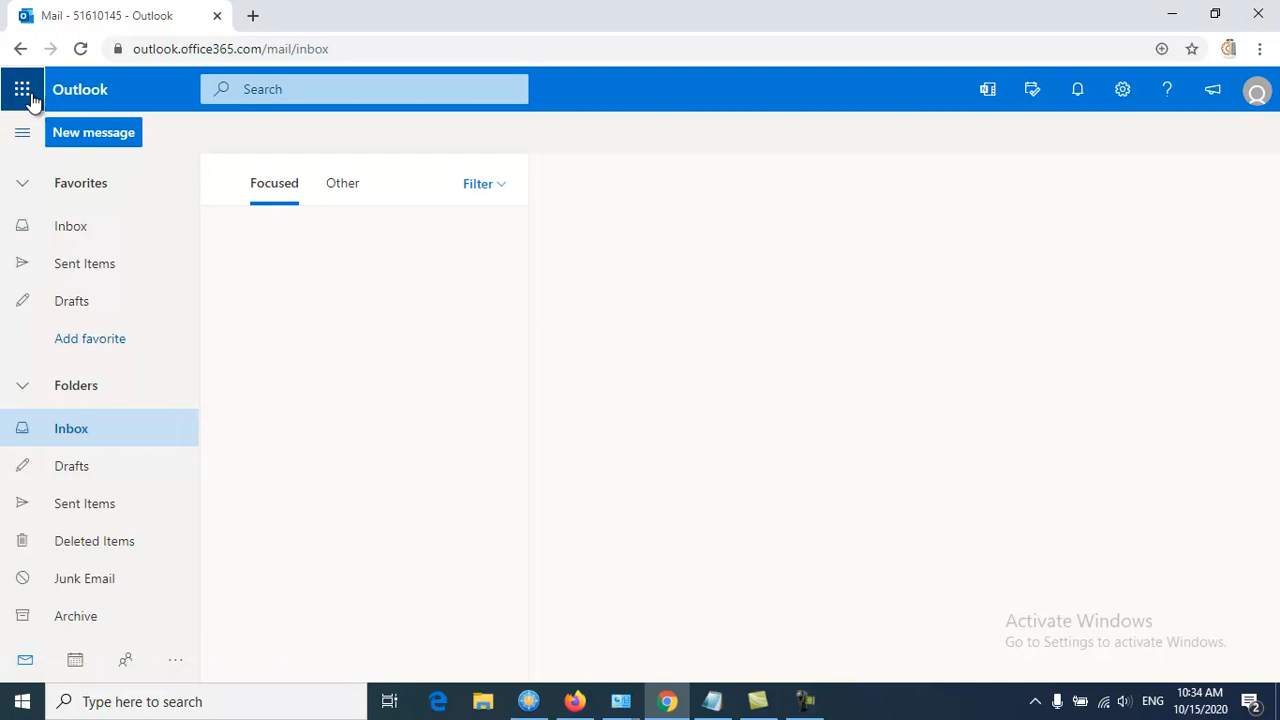 Mail - 51610145 - Outlook
outlook.office365.com/mail/inbox
Outlook
Search
New message
Favorites
Inbox
Sent Items
Drafts
Add favorite
Folders
Inbox
Drafts
Sent Items
Deleted Items
Junk Email
Archive
Focused
Other
Filter
Activate Windows
Go to Settings to activate Windows.
Type here to search
ENG
10:34 AM
10/15/2020
2